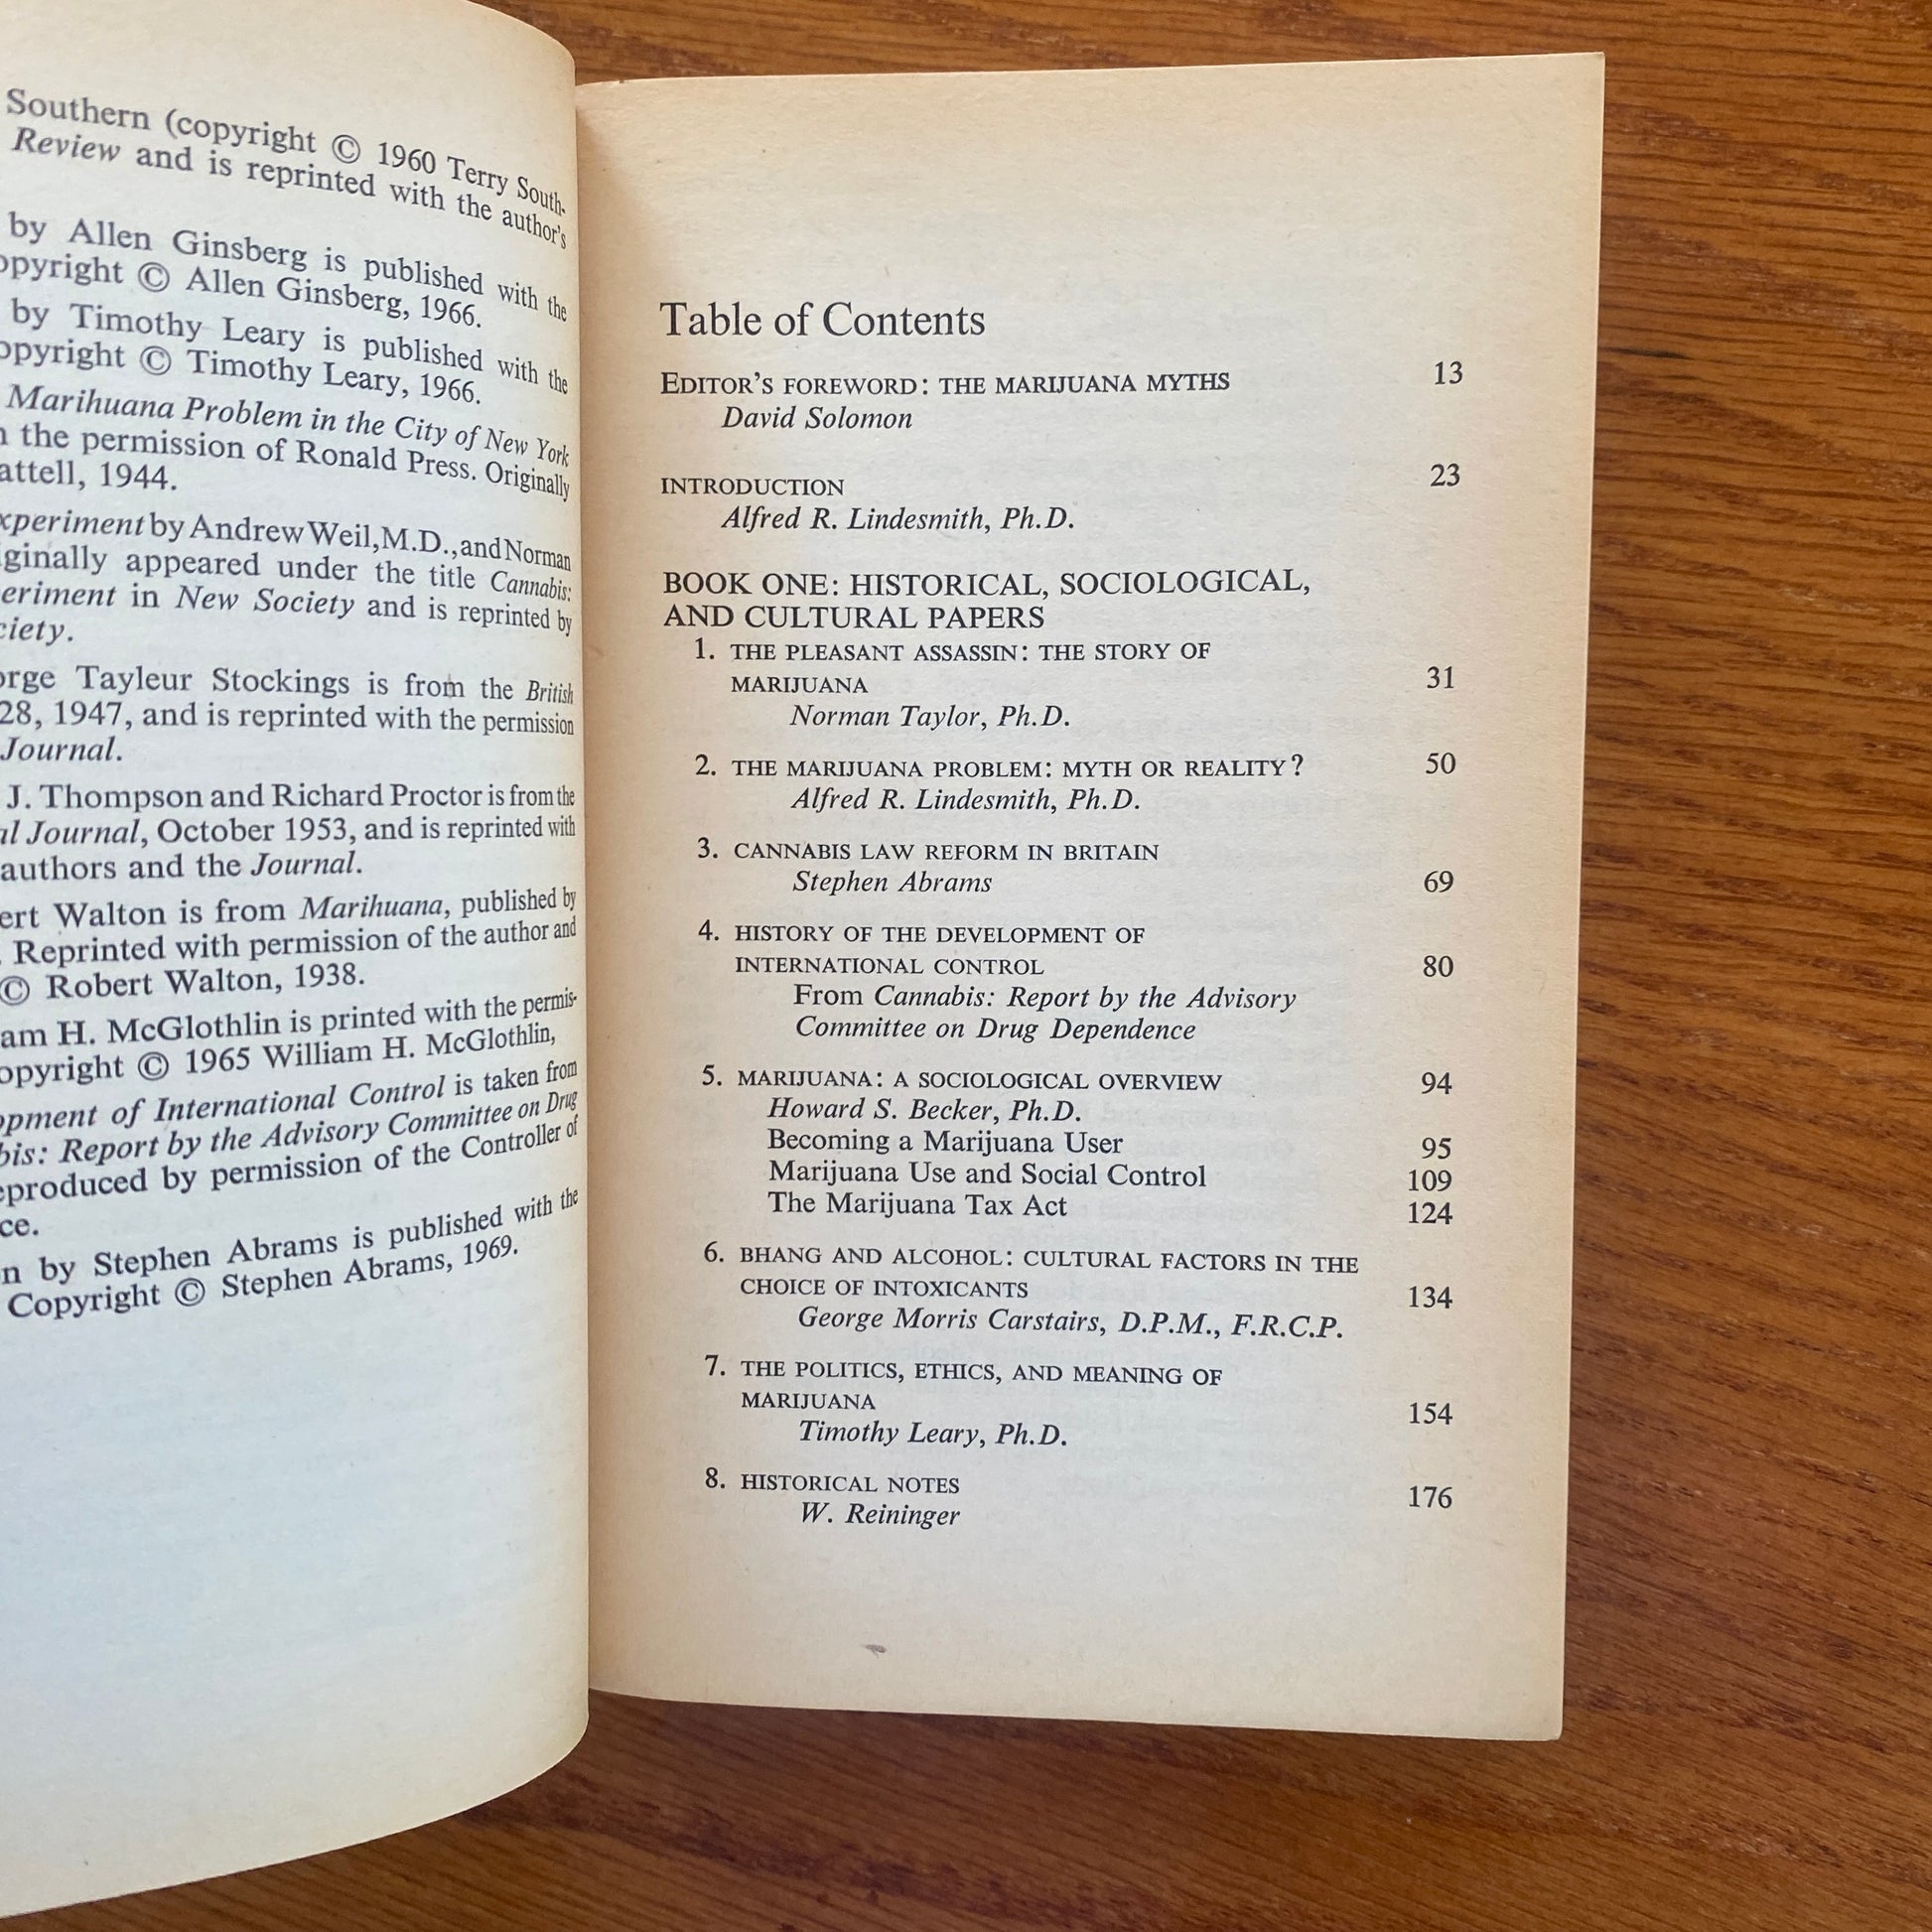 Southern (copyright © 1960 Terry South-
Review and is reprinted with the author's
by Allen Ginsberg is published with the
opyright © Allen Ginsberg, 1966.
by Timothy Leary is published with the
opyright © Timothy Leary, 1966.
Marihuana Problem in the City of New York
the permission of Ronald Press. Originally
attell, 1944.
xperiment by Andrew Weil, M.D., and Norman
ginally appeared under the title Cannabis:
eriment in New Society and is reprinted by
ciety.
orge Tayleur Stockings is from the British
28, 1947, and is reprinted with the permission
Journal.
J. Thompson and Richard Proctor is from the
al Journal, October 1953, and is reprinted with
authors and the Journal.
ert Walton is from Marihuana, published by
. Reprinted with permission of the author and
© Robert Walton, 1938.
am H. McGlothlin is printed with the permis-
opyright © 1965 William H. McGlothlin,
opment of International Control is taken from
bis: Report by the Advisory Committee on Drug
eproduced by permission of the Controller of
ce.
n by Stephen Abrams is published with the
Copyright © Stephen Abrams, 1969.
Table of Contents
EDITOR'S FOREWORD: THE MARIJUANA MYTHS 13
David Solomon
INTRODUCTION 23
Alfred R. Lindesmith, Ph.D.
BOOK ONE: HISTORICAL, SOCIOLOGICAL,
AND CULTURAL PAPERS
1. THE PLEASANT ASSASSIN: THE STORY OF
MARIJUANA 31
Norman Taylor, Ph.D.
2. THE MARIJUANA PROBLEM: MYTH OR REALITY? 50
Alfred R. Lindesmith, Ph.D.
3. CANNABIS LAW REFORM IN BRITAIN
Stephen Abrams 69
4. HISTORY OF THE DEVELOPMENT OF
INTERNATIONAL CONTROL 80
From Cannabis: Report by the Advisory
Committee on Drug Dependence
5. MARIJUANA: A SOCIOLOGICAL OVERVIEW 94
Howard S. Becker, Ph.D.
Becoming a Marijuana User 95
Marijuana Use and Social Control 109
The Marijuana Tax Act 124
6. BHANG AND ALCOHOL: CULTURAL FACTORS IN THE
CHOICE OF INTOXICANTS 134
George Morris Carstairs, D.P.M., F.R.C.P.
7. THE POLITICS, ETHICS, AND MEANING OF
MARIJUANA 154
Timothy Leary, Ph.D.
8. HISTORICAL NOTES 176
W. Reininger